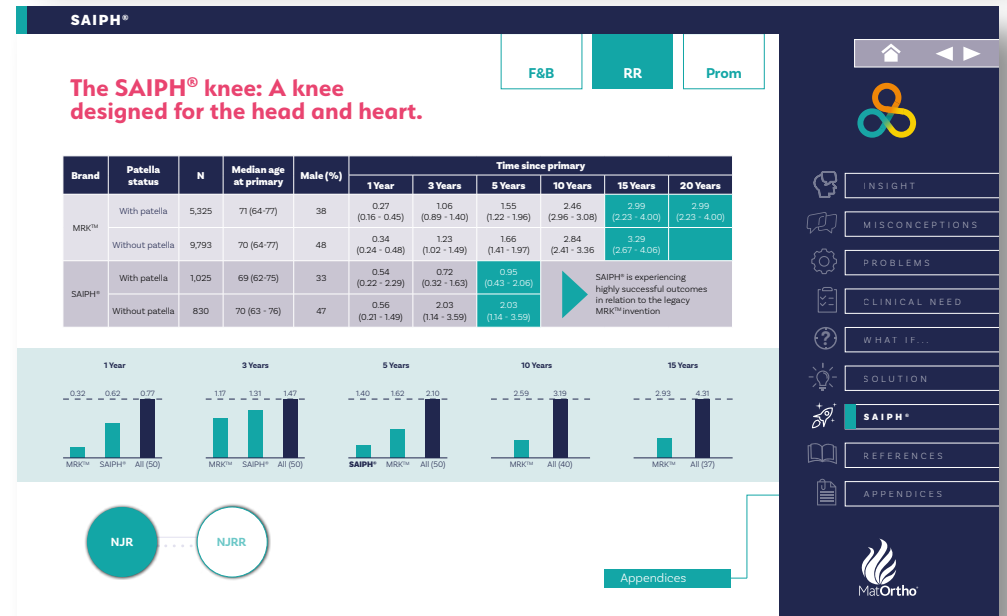 SAIPH®
F&B
RR
Prom
The SAIPH® knee: A knee
designed for the head and heart.
Brand Patella status N Median age at primary Male (%) Time since primary
1 Year 3 Years 5 Years 10 Years 15 Years 20 Years
MRK™
With patella 5,325 71 (64-77) 38 0.27 (0.16 - 0.45) 1.06 (0.89 - 1.40) 1.55 (1.22 - 1.96) 2.46 (2.96 - 3.08) 2.99 (2.23 - 4.00) 2.99 (2.23 - 4.00)
Without patella 9,793 70 (64-77) 48 0.34 (0.24 - 0.48) 1.23 (1.02 - 1.49) 1.66 (1.41 - 1.97) 2.84 (2.41 - 3.36 3.29 (2.67 - 4.06)
SAIPH®
With patella 1,025 69 (62-75) 33 0.54 (0.22 - 2.29) 0.72 (0.32 - 1.63) 0.95 (0.43 - 2.06)
Without patella 830 70 (63 - 76) 47 0.56 (0.21 - 1.49) 2.03 (1.14 - 3.59) 2.03 (1.14 - 3.59)
SAIPH® is experiencing
highly successful outcomes
in relation to the legacy
MRK™ invention
1 Year
0.32 0.62 0.77
MRK™ SAIPH® All (50)
3 Years
1.17 1.31 1.47
MRK™ SAIPH® All (50)
5 Years
1.40 1.62 2.10
SAIPH® MRK™ All (50)
10 Years
2.59 3.19
MRK™ All (40)
15 Years
2.93 4.31
MRK™ All (37)
NJR
NJRR
Appendices
INSIGHT
MISCONCEPTIONS
PROBLEMS
CLINICAL NEED
WHAT IF...
SOLUTION
SAIPH®
REFERENCES
APPENDICES
MatOrtho®